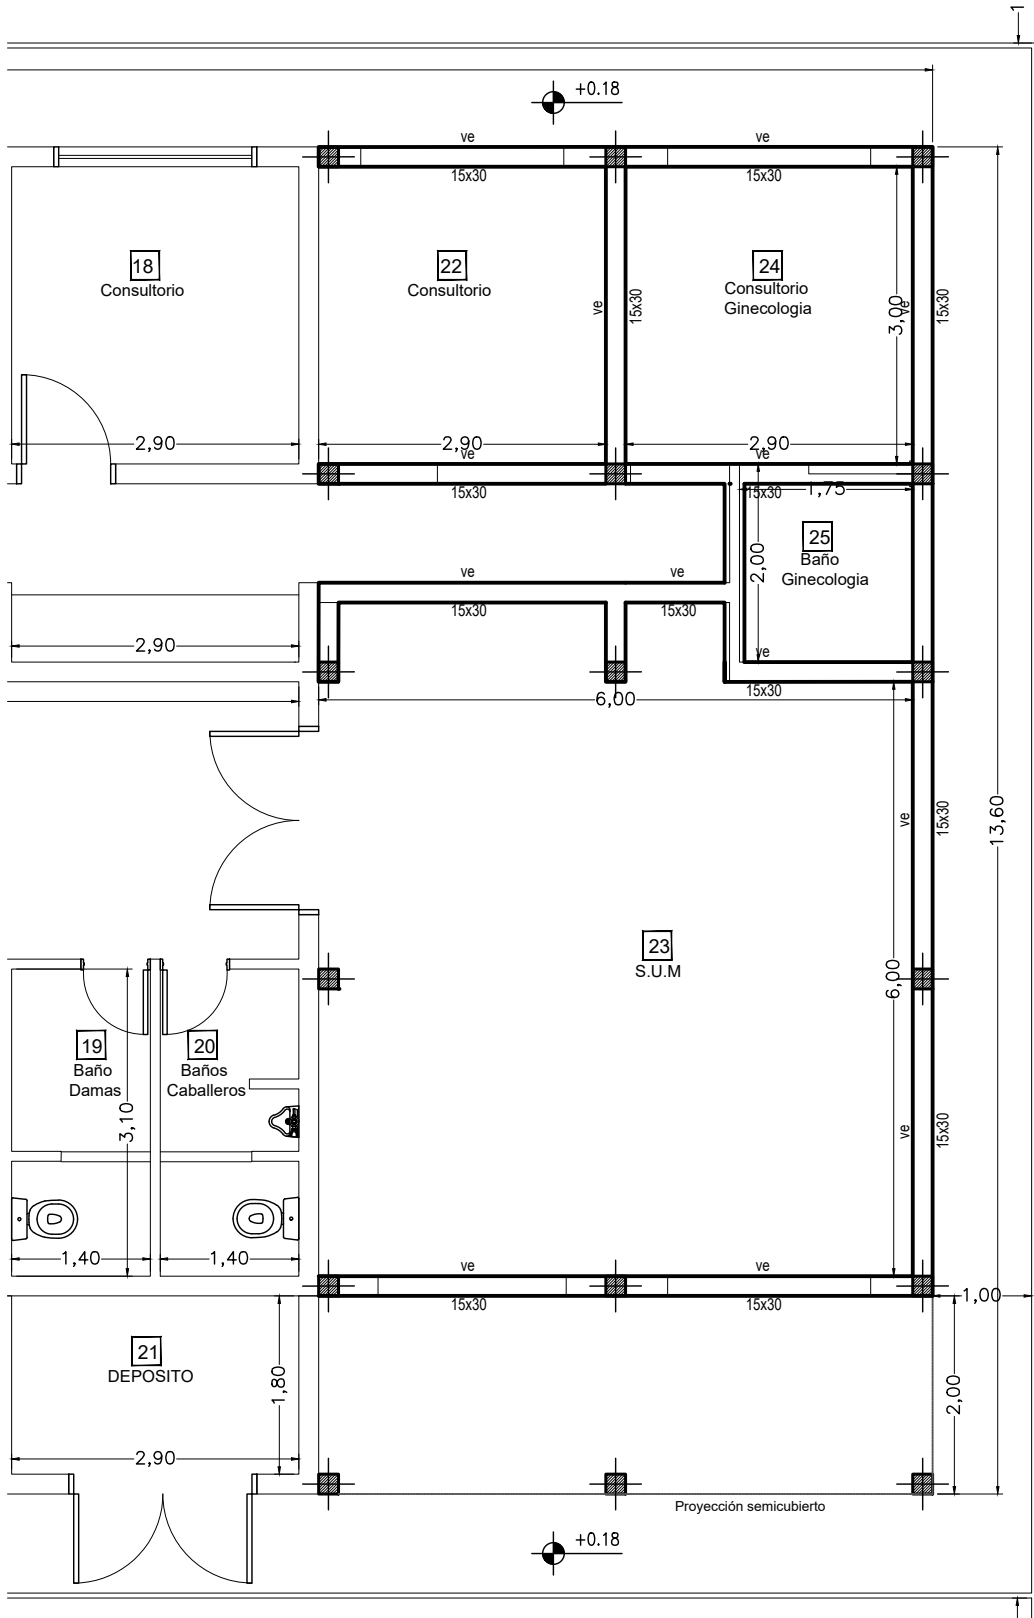 1
+0.18
ve
ve
15x30
15x30
18
Consultorio
22
Consultorio
24
Consultorio
Ginecologia
ve
15x30
3,00
ve
15x30
2,90
2,90
2,90
ve
ve
15x30
15x30
1,75
25
Baño
Ginecologia
2,00
ve
ve
15x30
15x30
2,90
ve
15x30
6,00
ve
15x30
13,60
23
S.U.M
6,00
19
Baño
Damas
20
Baños
Caballeros
3,10
ve
15x30
1,40
1,40
ve
ve
15x30
15x30
1,00
21
DEPOSITO
1,80
2,00
2,90
Proyección semicubierto
+0.18
1